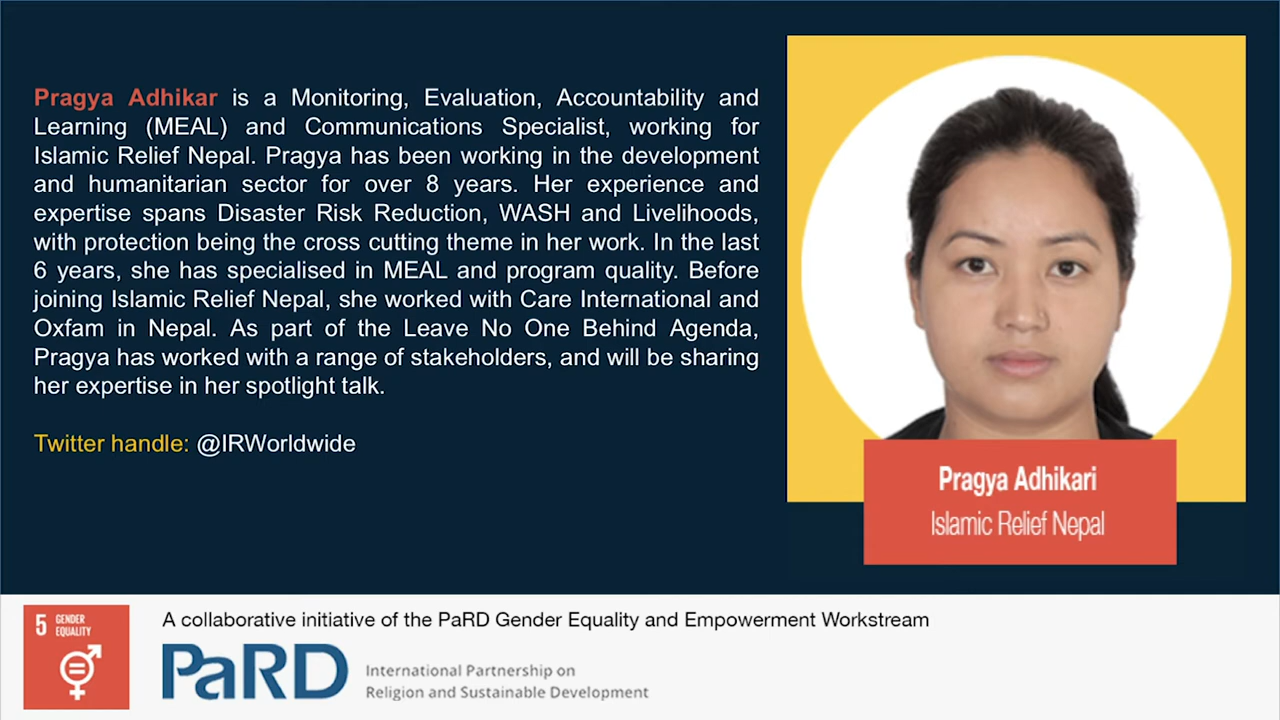 Pragya Adhikar is a Monitoring, Evaluation, Accountability and
Learning (MEAL) and Communications Specialist, working for
Islamic Relief Nepal. Pragya has been working in the development
and humanitarian sector for over 8 years. Her experience and
expertise spans Disaster Risk Reduction, WASH and Livelihoods,
with protection being the cross cutting theme in her work. In the last
6 years, she has specialised in MEAL and program quality. Before
joining Islamic Relief Nepal, she worked with Care International and
Oxfam in Nepal. As part of the Leave No One Behind Agenda,
Pragya has worked with a range of stakeholders, and will be sharing
her expertise in her spotlight talk.
Twitter handle: @IRWorldwide
Pragya Adhikari
Islamic Relief Nepal
5 GENDER
EQUALITY
A collaborative initiative of the PaRD Gender Equality and Empowerment Workstream
PaRD
International Partnership on
Religion and Sustainable Development